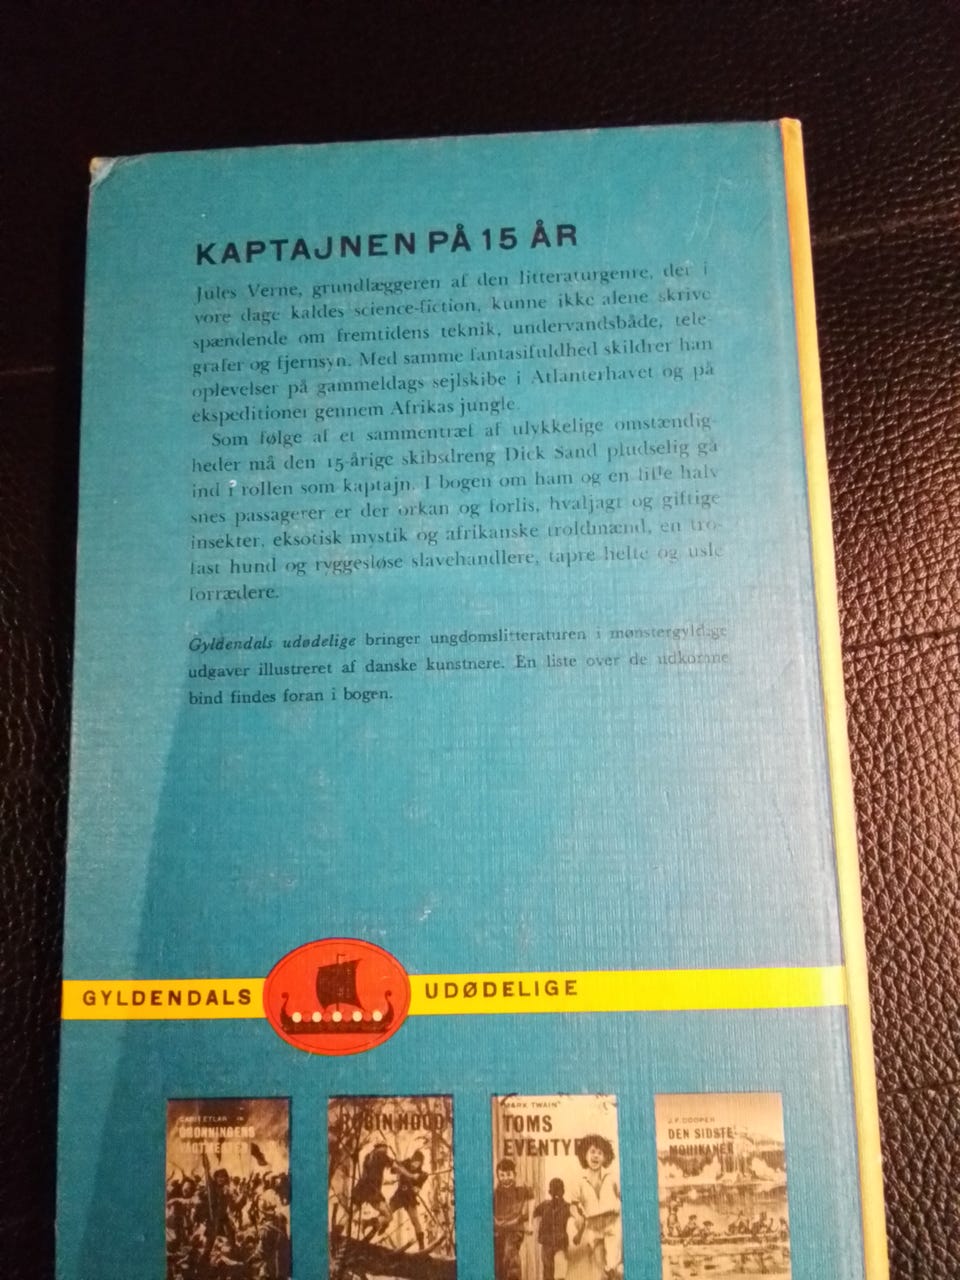 KAPTAJNEN PÅ 15 ÅR
Jules Verne, grundlæggeren af den litteraturgenre, der i
vore dage kaldes science-fiction, kunne ikke alene skrive
spændende om fremtidens teknik, undervandsbåde, tele-
grafer og fjernsyn. Med samme fantasifuldhed skildrer han
oplevelser på gammeldags sejlskibe i Atlanterhavet og på
ekspeditioner gennem Afrikas jungle.
Som følge af et sammentræf af ulykkelige omstændig-
heder må den 15-årige skibsdreng Dick Sand pludselig gå
ind i rollen som kaptajn. I bogen om ham og en lille halv
snes passagerer er der orkan og forlis, hvaljagt og giftige
insekter, eksotisk mystik og afrikanske troldmænd, en tro-
fast hund og ryggesløse slavehandlere, tapre helte og usle
forrædere.
Gyldendals udødelige bringer ungdomslitteraturen i mønstergyldige
udgaver illustreret af danske kunstnere. En liste over de udkomne
bind findes foran i bogen.
GYLDENDALS UDØDELIGE
CARIT ETLAR
DRONNINGENS
VAGTMESTER
ROBIN HOOD
MARK TWAIN
TOMS
EVENTYR
J.F. COOPER
DEN SIDSTE
MOHIKANER